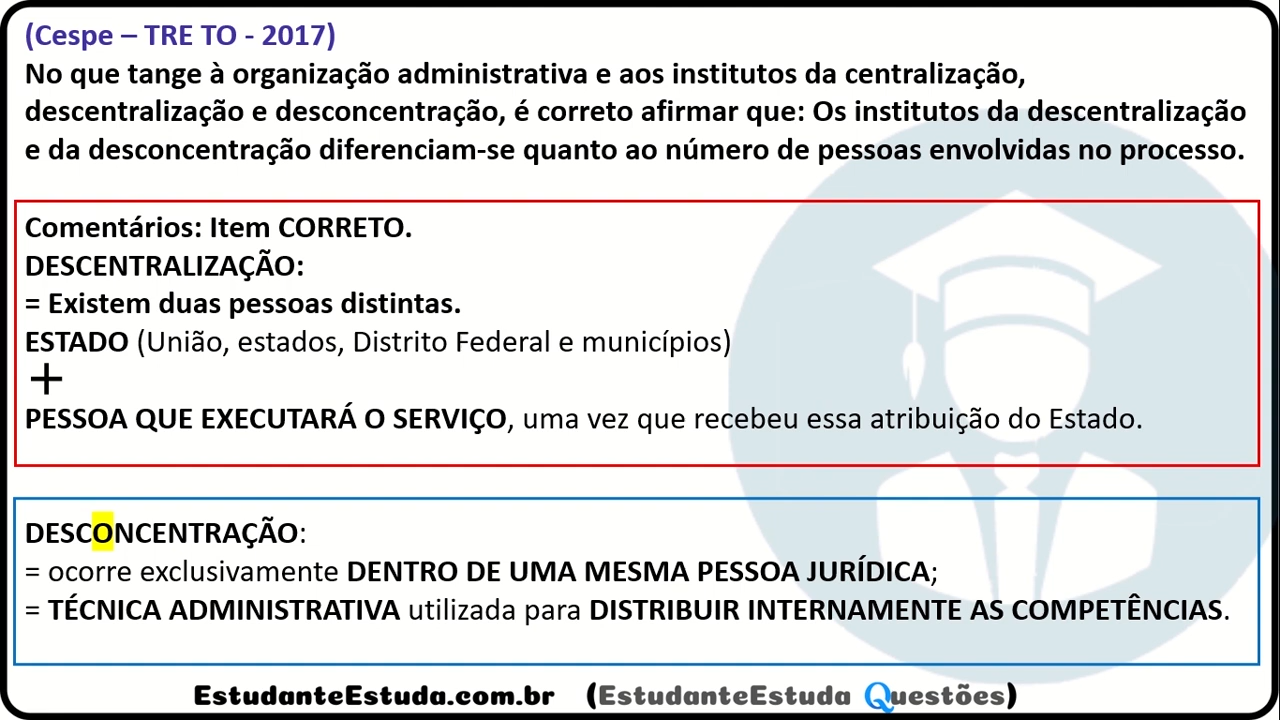 (Cespe – TRE TO - 2017)
No que tange à organização administrativa e aos institutos da centralização,
descentralização e desconcentração, é correto afirmar que: Os institutos da descentralização
e da desconcentração diferenciam-se quanto ao número de pessoas envolvidas no processo.
Comentários: Item CORRETO.
DESCENTRALIZAÇÃO:
= Existem duas pessoas distintas.
ESTADO (União, estados, Distrito Federal e municípios)
+
PESSOA QUE EXECUTARÁ O SERVIÇO, uma vez que recebeu essa atribuição do Estado.
DESCONCENTRAÇÃO:
= ocorre exclusivamente DENTRO DE UMA MESMA PESSOA JURÍDICA;
= TÉCNICA ADMINISTRATIVA utilizada para DISTRIBUIR INTERNAMENTE AS COMPETÊNCIAS.
EstudanteEstuda.com.br (EstudanteEstuda Questões)